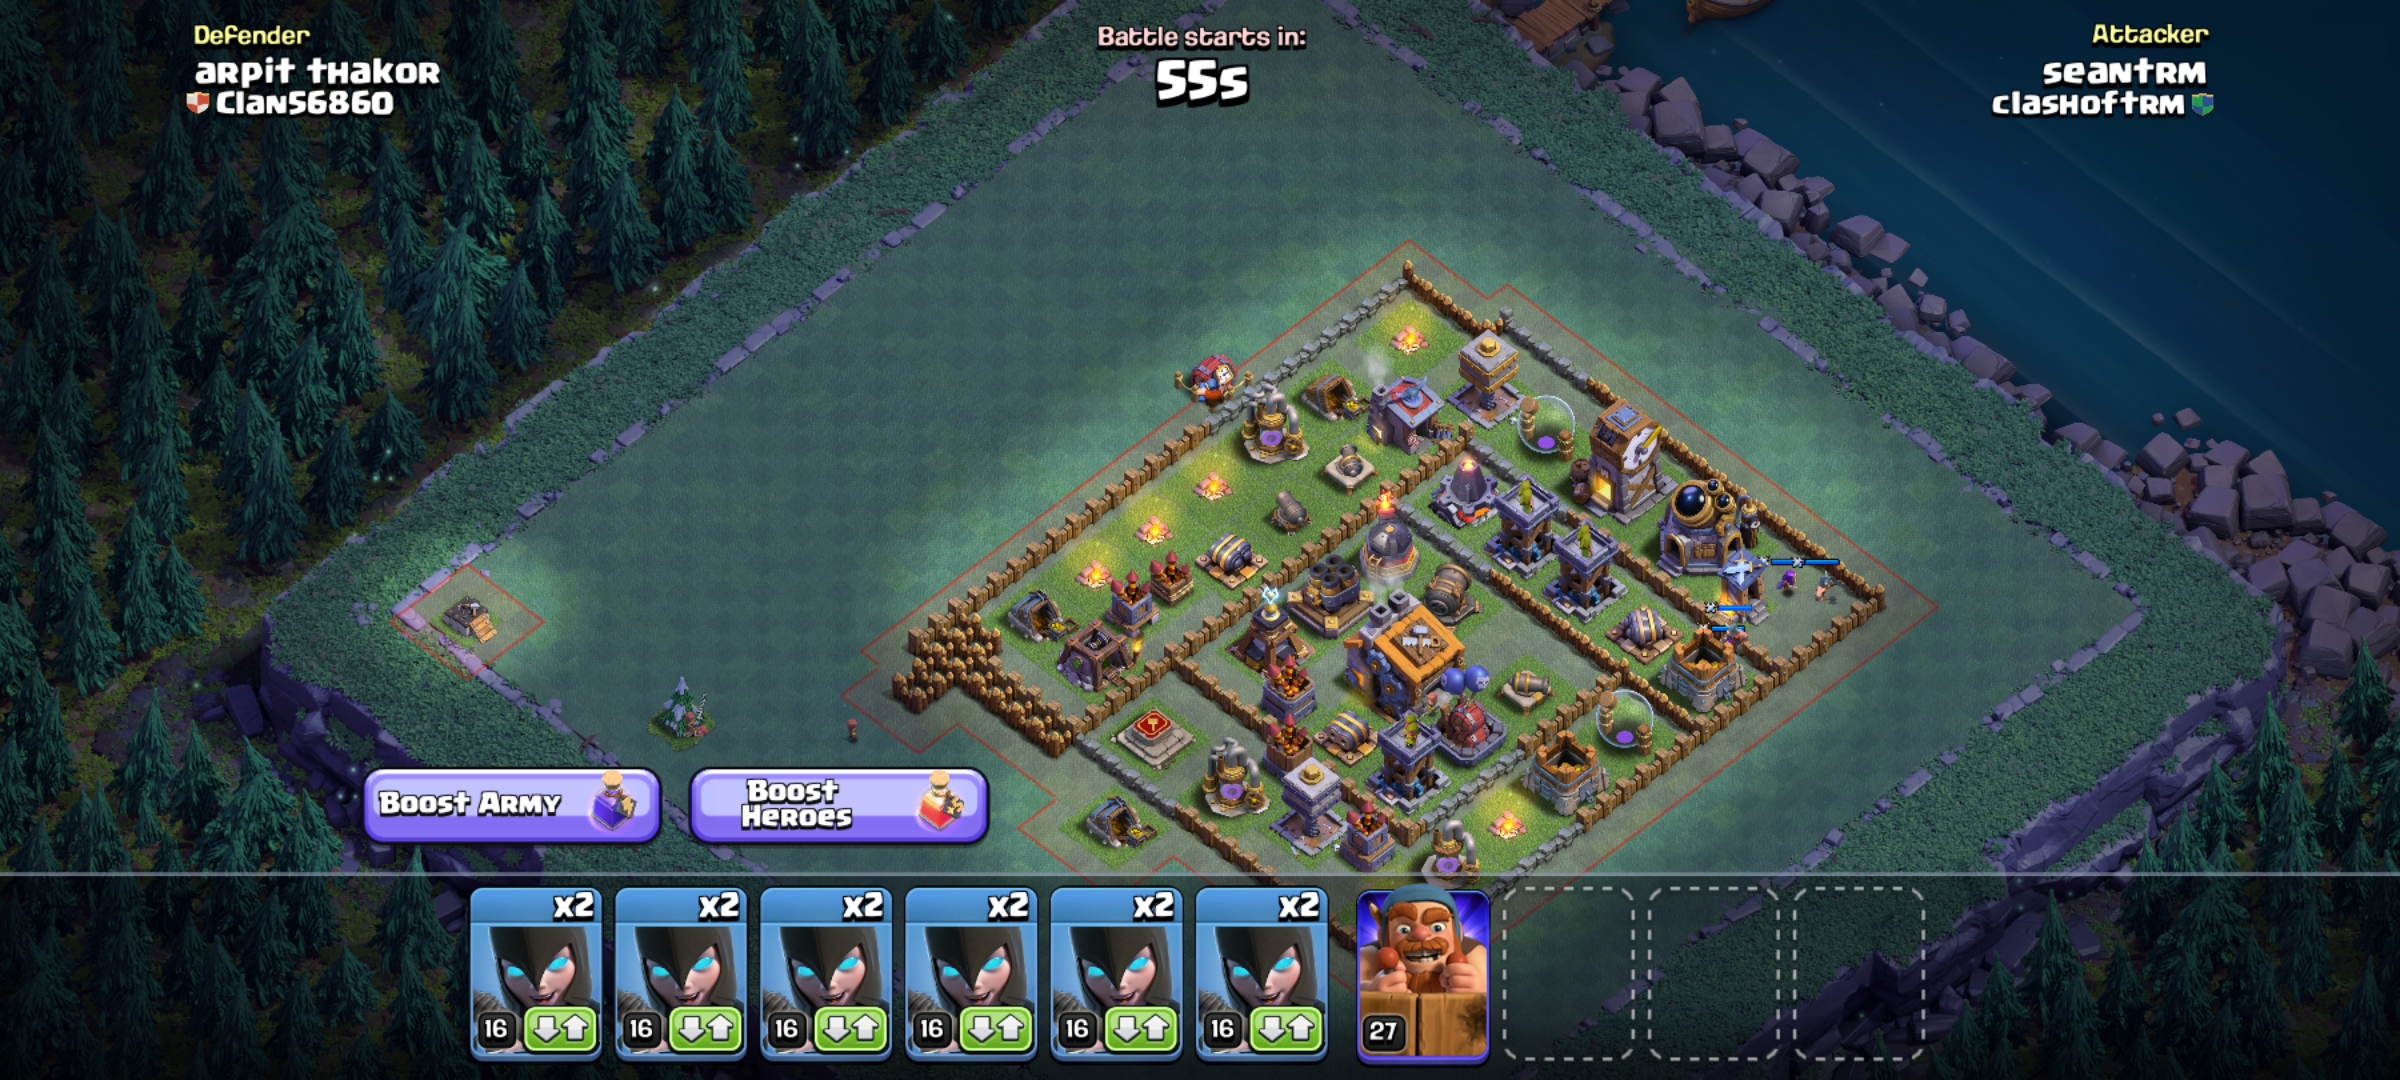 Defender
arpit thakor
Clan56860
Battle starts in:
55s
Attacker
seantrm
clashoftrm
Boost Army
Boost
Heroes
x2
x2
x2
x2
x2
x2
16
16
16
16
16
16
27